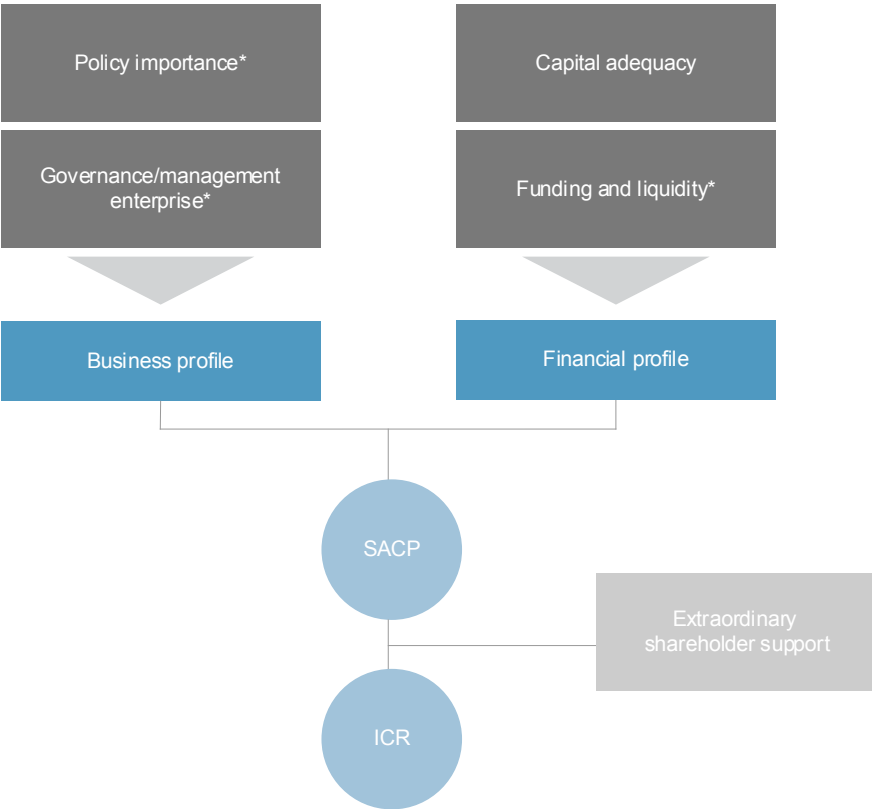 Policy importance*
Capital adequacy
Governance/management
enterprise*
Funding and liquidity*
Business profile
Financial profile
SACP
Extraordinary
shareholder support
ICR